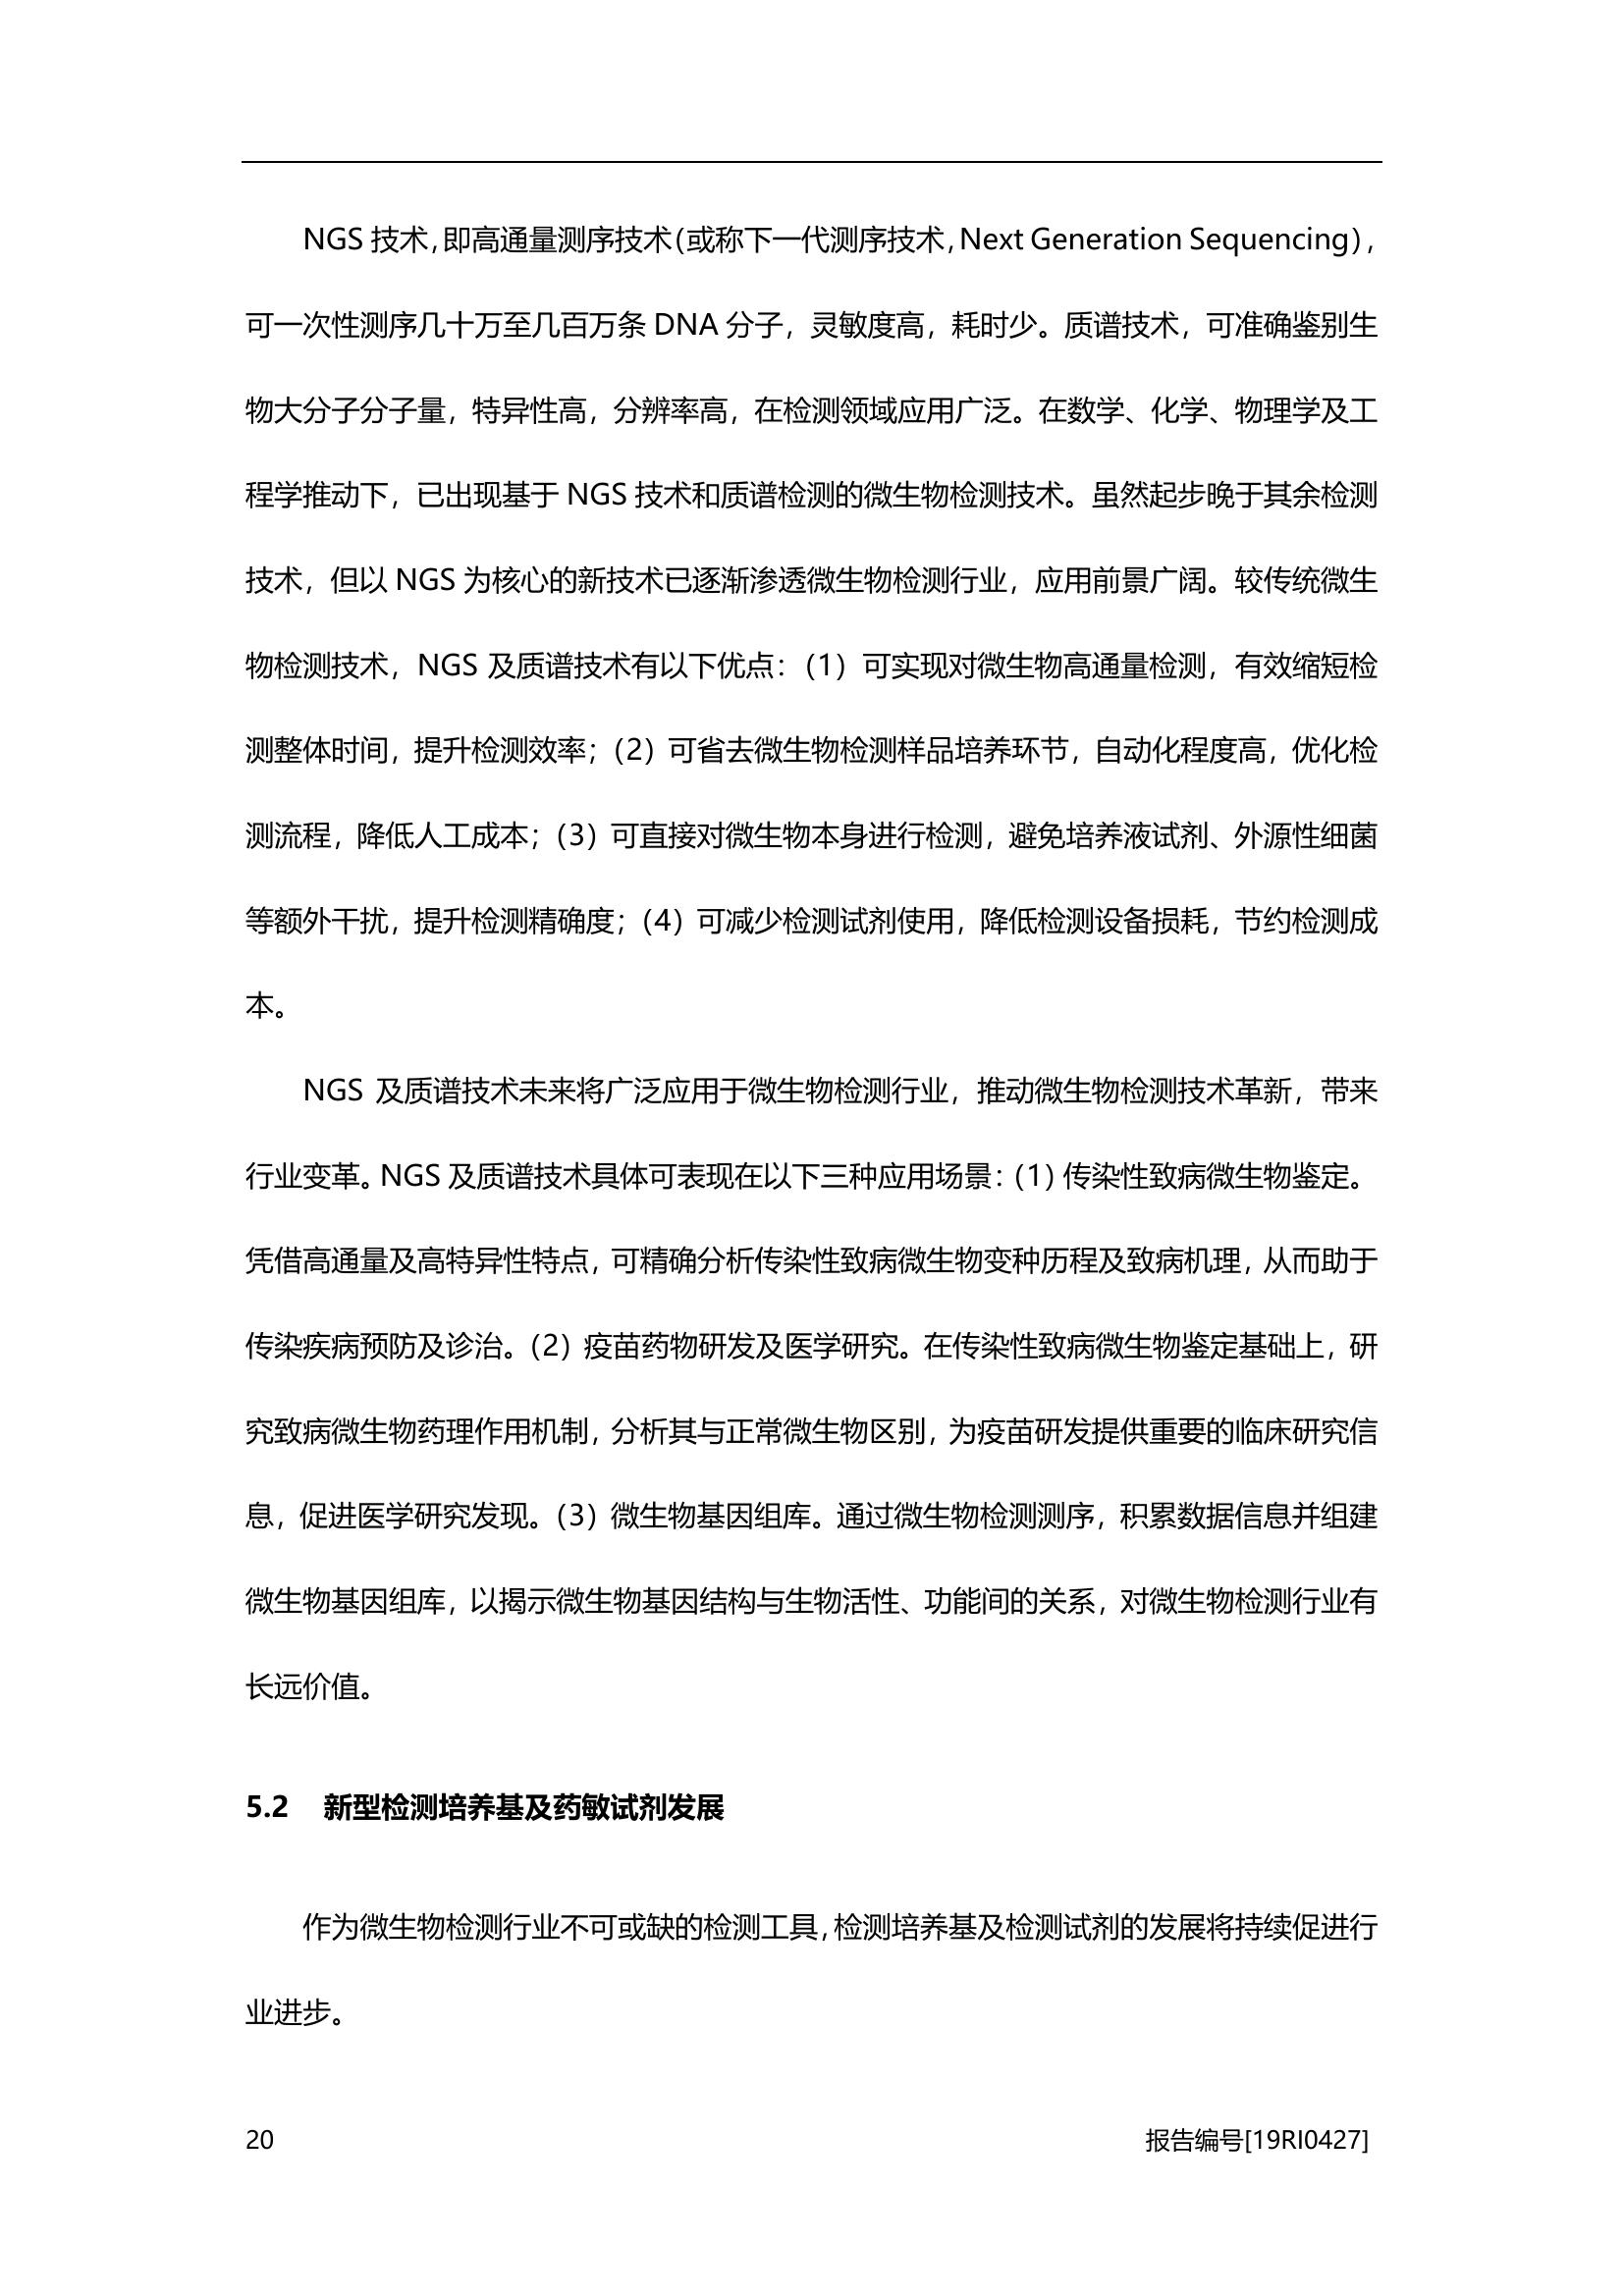 NGS 技术，即高通量测序技术（或称下一代测序技术，Next Generation Sequencing），
可一次性测序几十万至几百万条 DNA 分子，灵敏度高，耗时少。质谱技术，可准确鉴别生
物大分子分子量，特异性高，分辨率高，在检测领域应用广泛。在数学、化学、物理学及工
程学推动下，已出现基于 NGS 技术和质谱检测的微生物检测技术。虽然起步晚于其余检测
技术，但以 NGS 为核心的新技术已逐渐渗透微生物检测行业，应用前景广阔。较传统微生
物检测技术，NGS 及质谱技术有以下优点：（1）可实现对微生物高通量检测，有效缩短检
测整体时间，提升检测效率；（2）可省去微生物检测样品培养环节，自动化程度高，优化检
测流程，降低人工成本；（3）可直接对微生物本身进行检测，避免培养液试剂、外源性细菌
等额外干扰，提升检测精确度；（4）可减少检测试剂使用，降低检测设备损耗，节约检测成
本。
NGS 及质谱技术未来将广泛应用于微生物检测行业，推动微生物检测技术革新，带来
行业变革。NGS 及质谱技术具体可表现在以下三种应用场景：（1）传染性致病微生物鉴定。
凭借高通量及高特异性特点，可精确分析传染性致病微生物变种历程及致病机理，从而助于
传染疾病预防及诊治。（2）疫苗药物研发及医学研究。在传染性致病微生物鉴定基础上，研
究致病微生物药理作用机制，分析其与正常微生物区别，为疫苗研发提供重要的临床研究信
息，促进医学研究发现。（3）微生物基因组库。通过微生物检测测序，积累数据信息并组建
微生物基因组库，以揭示微生物基因结构与生物活性、功能间的关系，对微生物检测行业有
长远价值。
5.2 新型检测培养基及药敏试剂发展
作为微生物检测行业不可或缺的检测工具，检测培养基及检测试剂的发展将持续促进行
业进步。
20 报告编号[19RI0427]